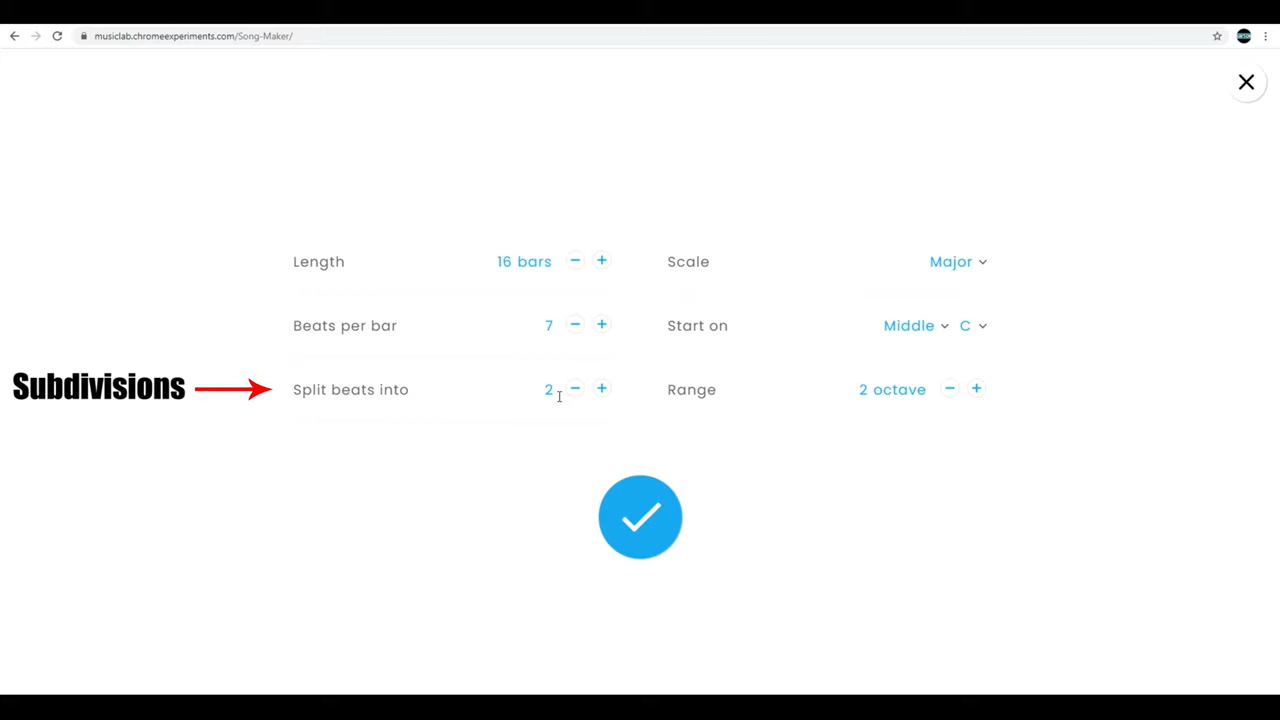 musiclab.chromeexperiments.com/Song-Maker/
Length 16 bars − +
Scale Major
Beats per bar 7 − +
Start on Middle C
Subdivisions
Split beats into 2 − +
Range 2 octave − +